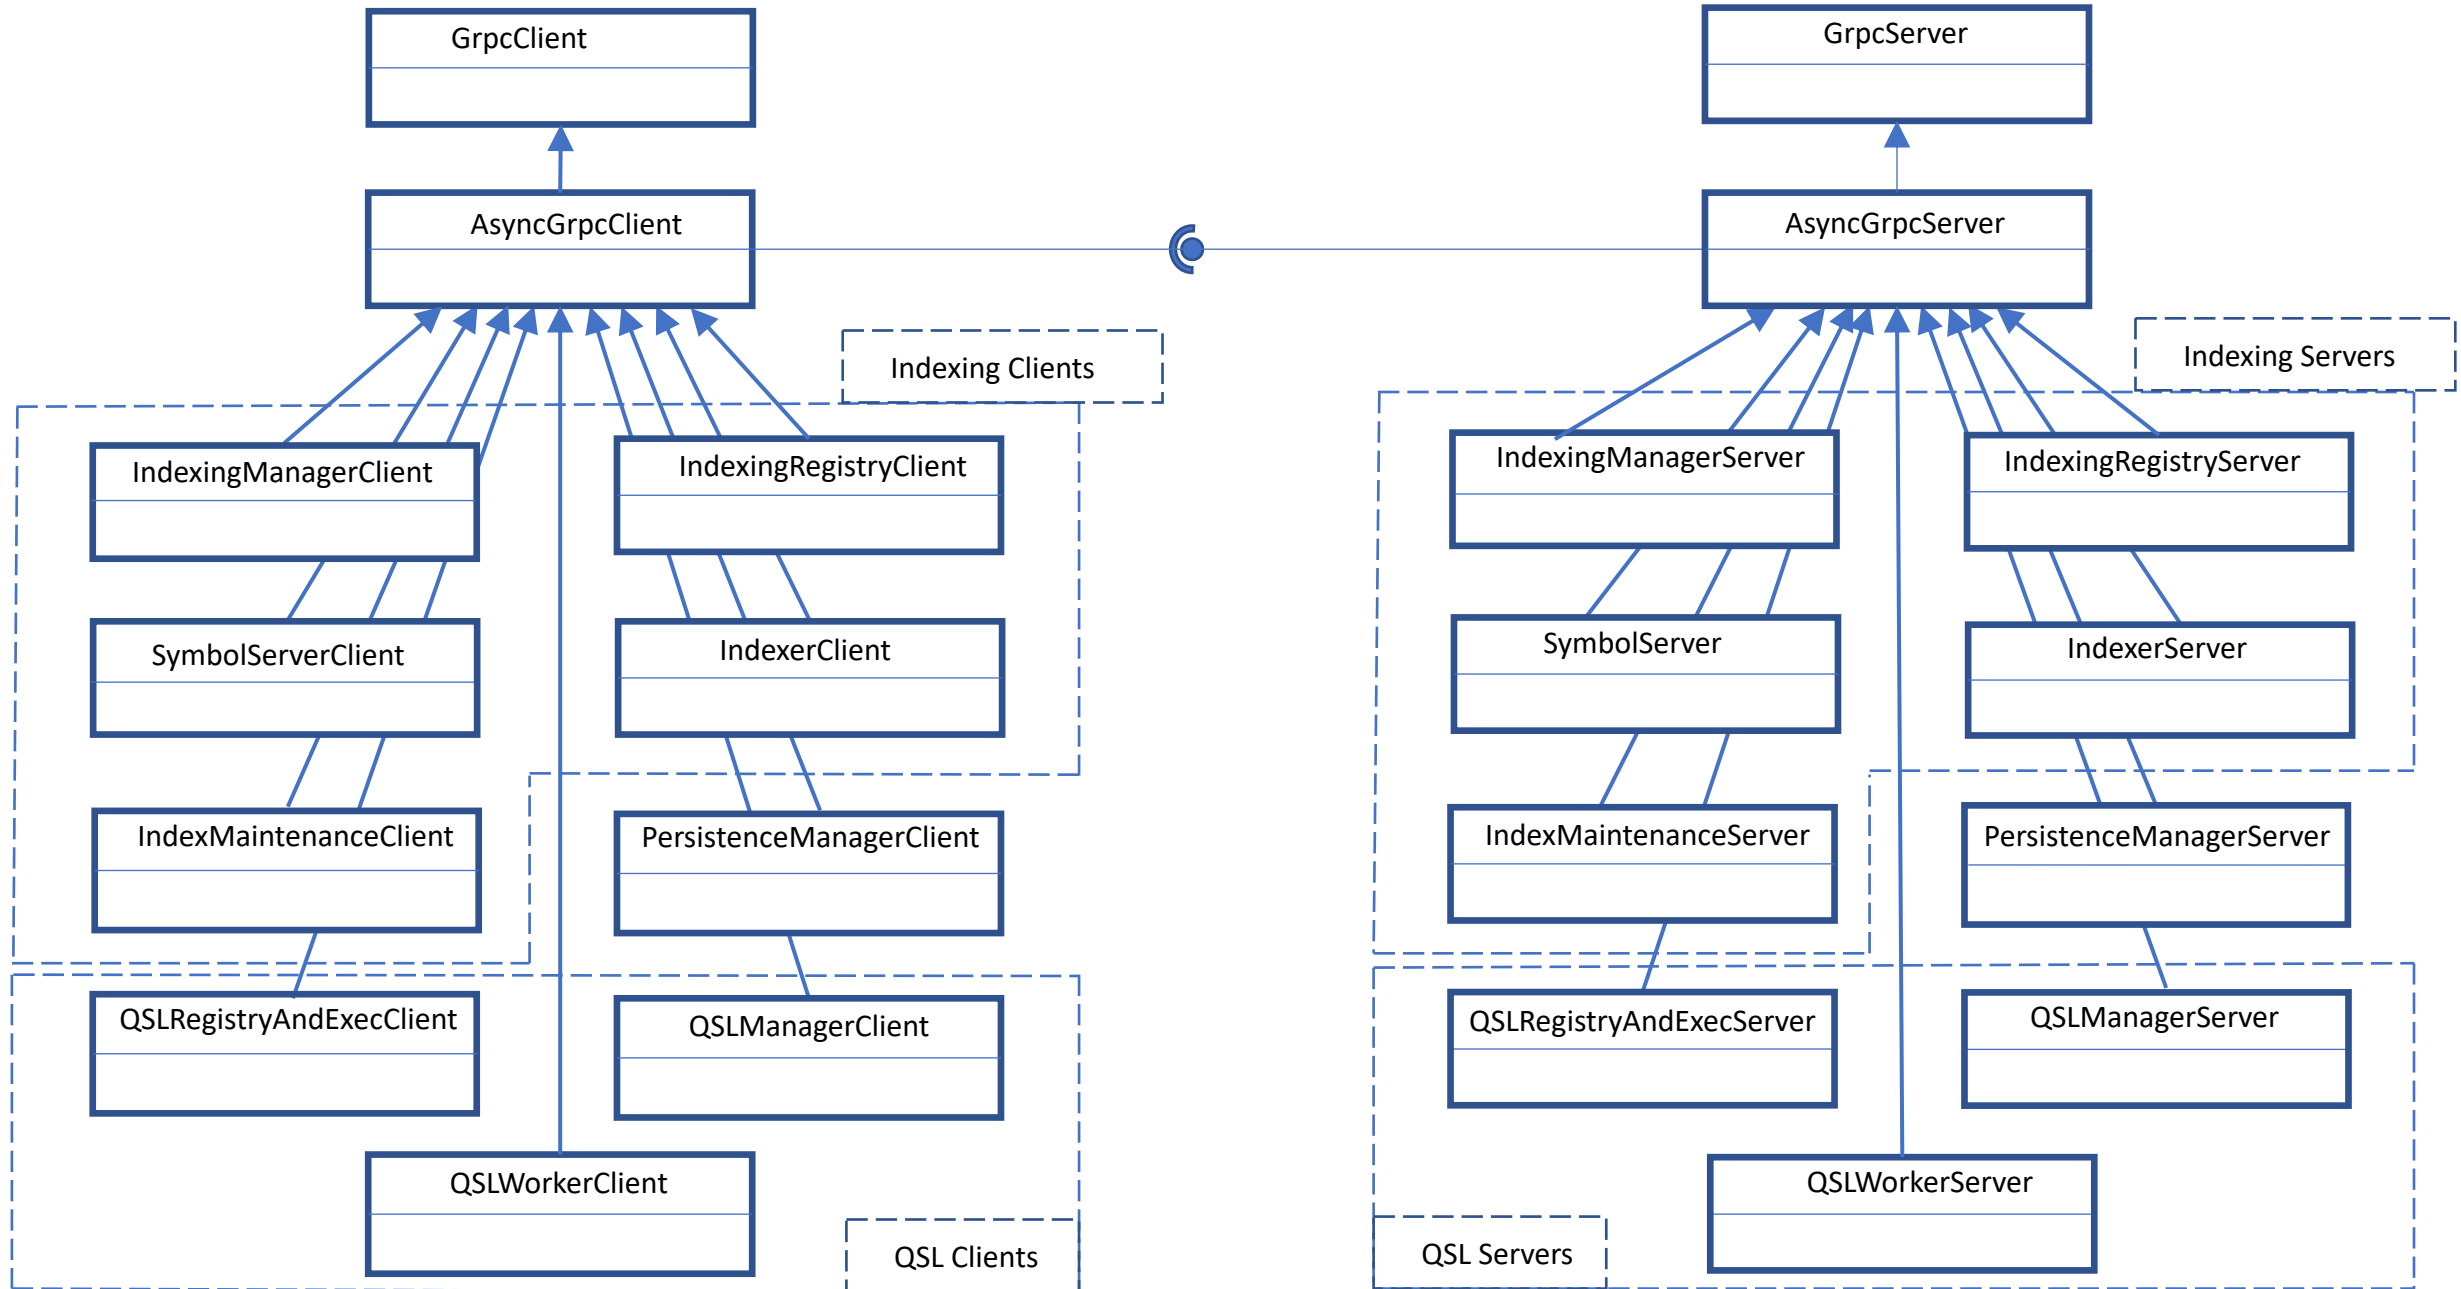 GrpcClient
GrpcServer
AsyncGrpcClient
AsyncGrpcServer
Indexing Clients
Indexing Servers
IndexingManagerClient
IndexingRegistryClient
IndexingManagerServer
IndexingRegistryServer
SymbolServerClient
IndexerClient
SymbolServer
IndexerServer
IndexMaintenanceClient
PersistenceManagerClient
IndexMaintenanceServer
PersistenceManagerServer
QSLRegistryAndExecClient
QSLManagerClient
QSLRegistryAndExecServer
QSLManagerServer
QSLWorkerClient
QSLWorkerServer
QSL Clients
QSL Servers